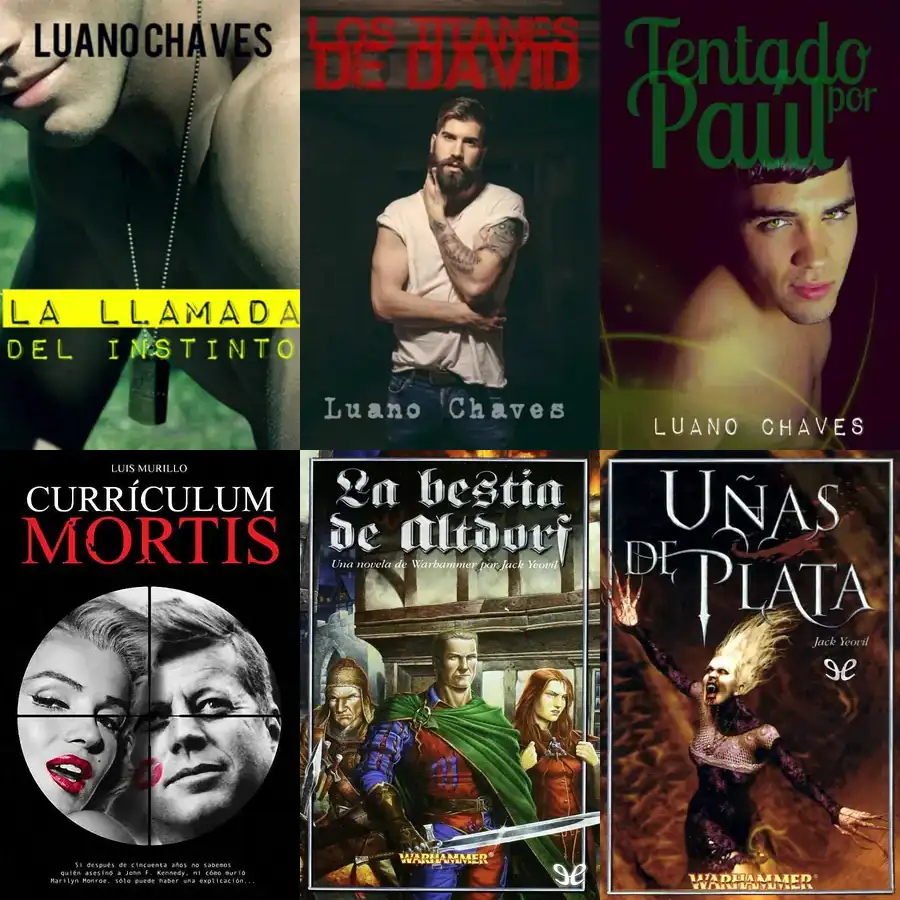 LUANO CHAVES
LA LLAMADA
DEL INSTINTO
LOS TITANES
DE DAVID
Luano Chaves
Tentado
por
Paúl
LUANO CHAVES
LUIS MURILLO
CURRÍCULUM
MORTIS
Si después de cincuenta años no sabemos
quién asesinó a John F. Kennedy, ni cómo murió
Marilyn Monroe, sólo puede haber una explicación...
La bestia
de Altdorf
Una novela de Warhammer por Jack Yeovil
WARHAMMER
UÑAS
DE PLATA
Jack Yeovil
WARHAMMER